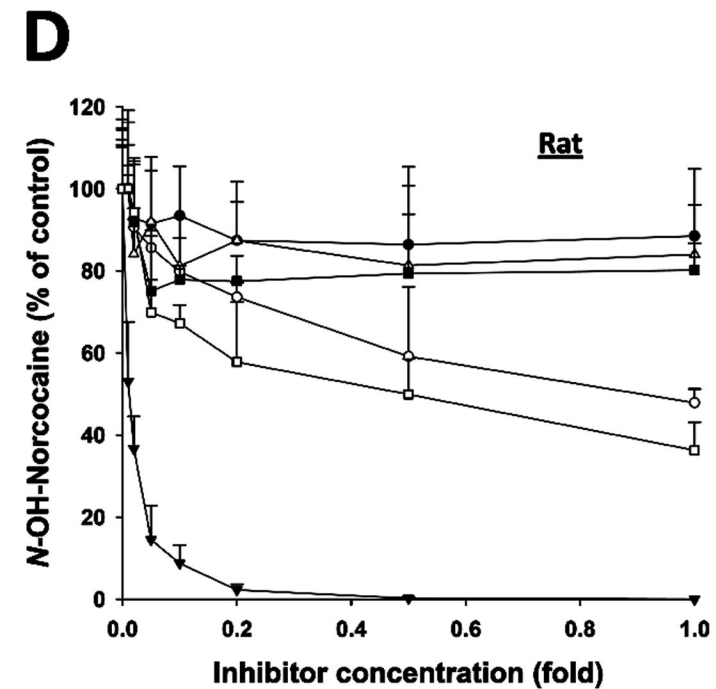 D
Rat
N-OH-Norcocaine (% of control)
120
100
80
60
40
20
0
0.0 0.2 0.4 0.6 0.8 1.0
Inhibitor concentration (fold)